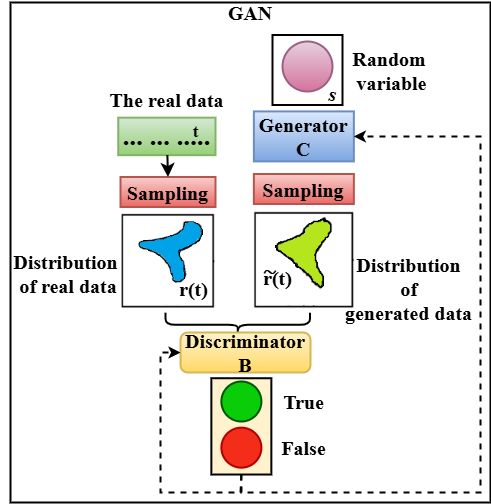 GAN
Random
variable
s
The real data
t
... ... .....
Generator
C
Sampling
Sampling
Distribution
of real data
r(t)
r̃(t)
Distribution
of
generated data
Discriminator
B
True
False